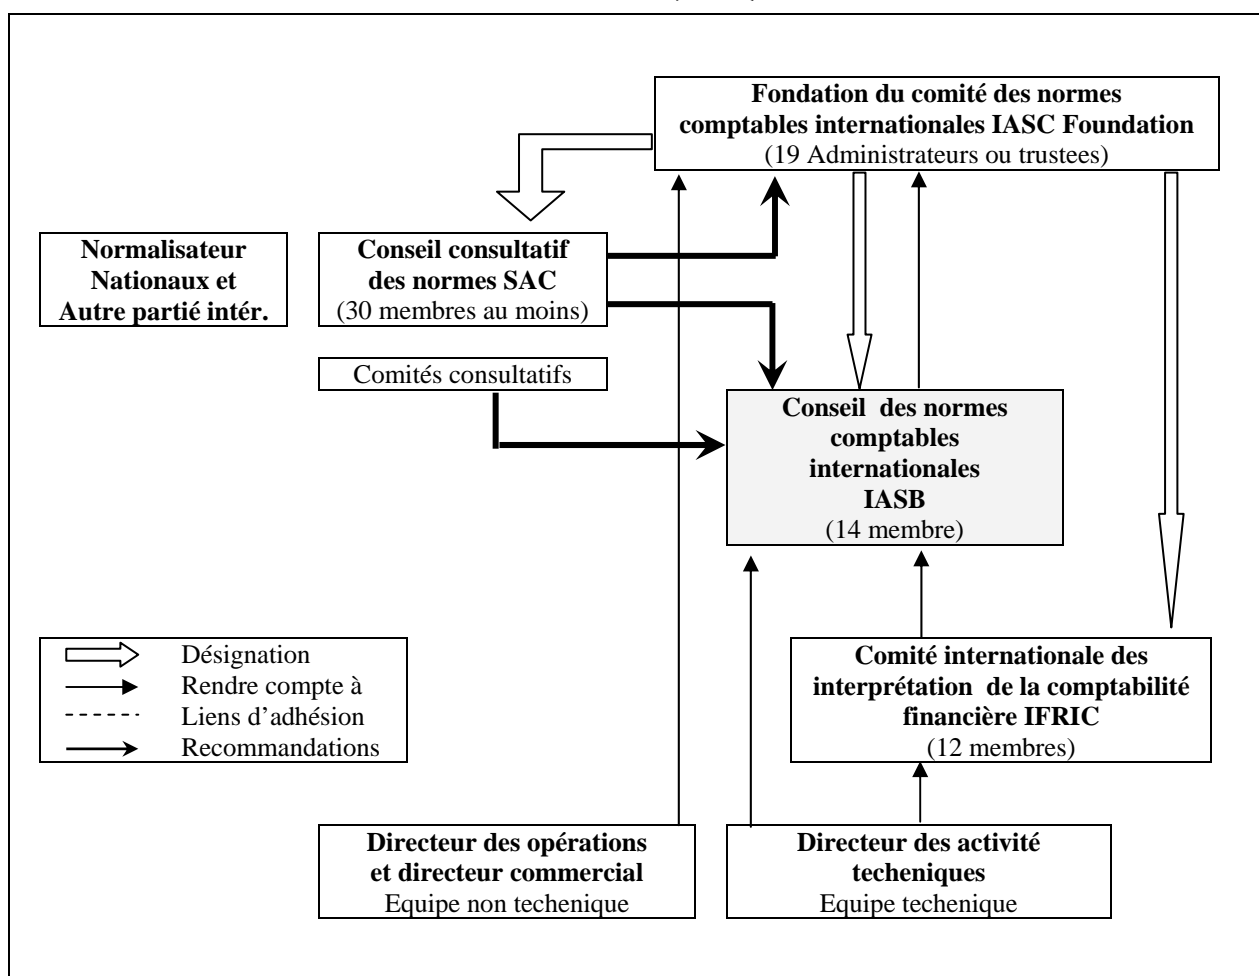 Fondation du comité des normes
comptables internationales IASC Foundation
(19 Administrateurs ou trustees)
Normalisateur
Nationaux et
Autre partié intér.
Conseil consultatif
des normes SAC
(30 membres au moins)
Comités consultatifs
Conseil des normes
comptables
internationales
IASB
(14 membre)
Désignation
Rendre compte à
Liens d’adhésion
Recommandations
Comité internationale des
interprétation de la comptabilité
financière IFRIC
(12 membres)
Directeur des opérations
et directeur commercial
Equipe non techenique
Directeur des activité
techeniques
Equipe techenique